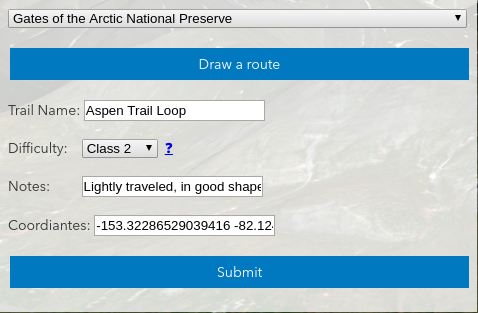 Gates of the Arctic National Preserve
Draw a route
Trail Name: Aspen Trail Loop
Difficulty: Class 2 ?
Notes: Lightly traveled, in good shape
Coordiantes: -153.32286529039416 -82.124
Submit